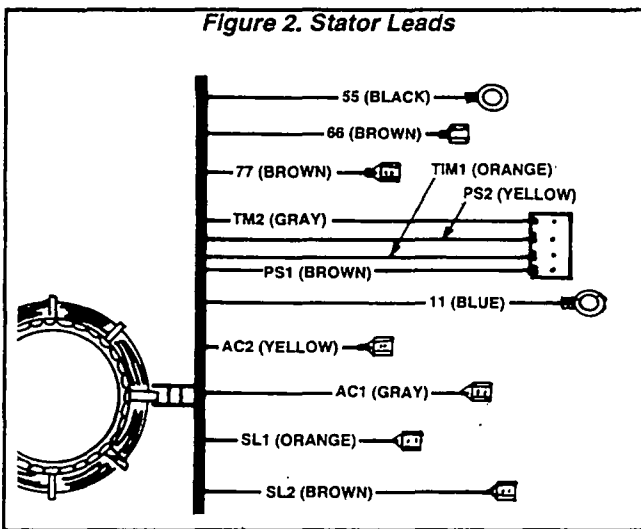 Figure 2. Stator Leads
55 (BLACK)
66 (BROWN)
77 (BROWN)
TIM1 (ORANGE)
PS2 (YELLOW)
TM2 (GRAY)
PS1 (BROWN)
11 (BLUE)
AC2 (YELLOW)
AC1 (GRAY)
SL1 (ORANGE)
SL2 (BROWN)